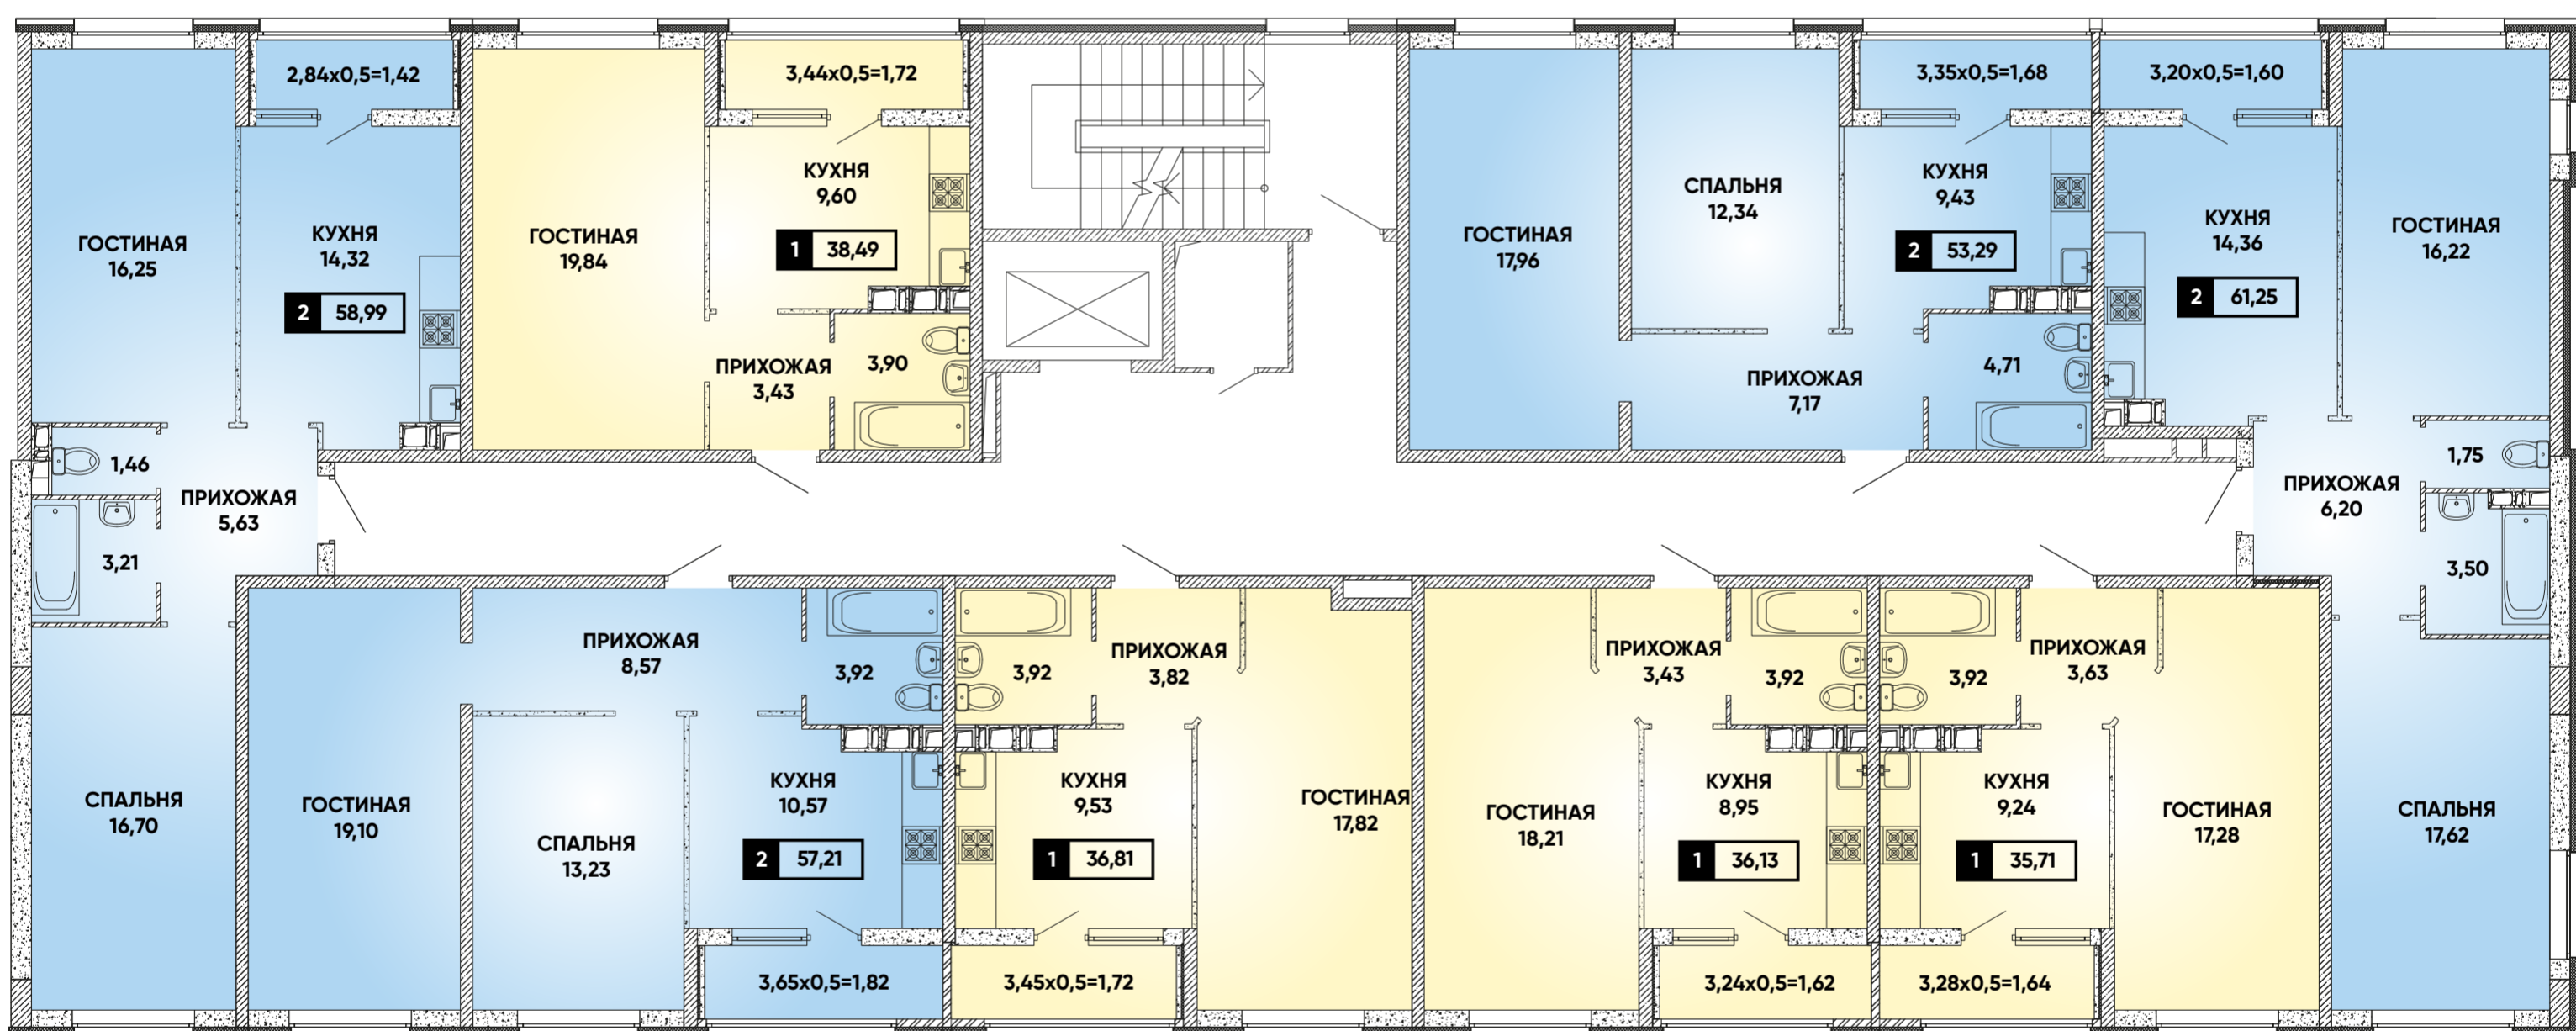 2,84x0,5=1,42
3,44x0,5=1,72
3,35x0,5=1,68
3,20x0,5=1,60
ГОСТИНАЯ
16,25
КУХНЯ
14,32
2 58,99
ГОСТИНАЯ
19,84
КУХНЯ
9,60
1 38,49
ПРИХОЖАЯ
3,43
3,90
ГОСТИНАЯ
17,96
СПАЛЬНЯ
12,34
КУХНЯ
9,43
2 53,29
ПРИХОЖАЯ
7,17
4,71
КУХНЯ
14,36
2 61,25
ГОСТИНАЯ
16,22
1,46
ПРИХОЖАЯ
5,63
3,21
1,75
ПРИХОЖАЯ
6,20
3,50
СПАЛЬНЯ
16,70
ГОСТИНАЯ
19,10
ПРИХОЖАЯ
8,57
3,92
СПАЛЬНЯ
13,23
КУХНЯ
10,57
2 57,21
3,65x0,5=1,82
3,92
ПРИХОЖАЯ
3,82
КУХНЯ
9,53
1 36,81
ГОСТИНАЯ
17,82
3,45x0,5=1,72
ГОСТИНАЯ
18,21
ПРИХОЖАЯ
3,43
3,92
КУХНЯ
8,95
1 36,13
3,24x0,5=1,62
3,92
ПРИХОЖАЯ
3,63
КУХНЯ
9,24
1 35,71
ГОСТИНАЯ
17,28
3,28x0,5=1,64
СПАЛЬНЯ
17,62